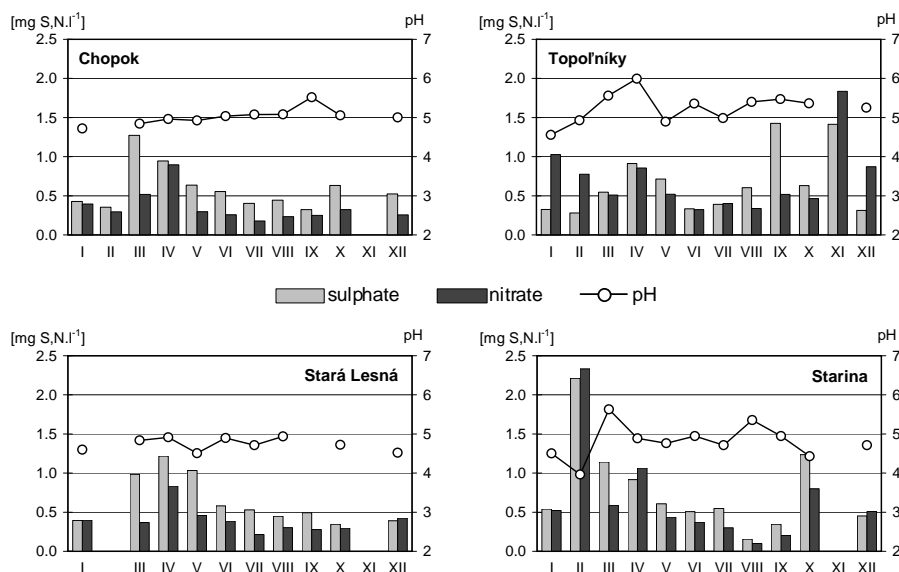 [mg S,N.l-1] pH [mg S,N.l-1] pH
Chopok
2.5 2.0 1.5 1.0 0.5 0.0
7 6 5 4 3 2
I II III IV V VI VII VIII IX X XI XII
Topoľníky
2.5 2.0 1.5 1.0 0.5 0.0
7 6 5 4 3 2
I II III IV V VI VII VIII IX X XI XII
sulphate nitrate pH
[mg S,N.l-1] pH [mg S,N.l-1] pH
Stará Lesná
2.5 2.0 1.5 1.0 0.5 0.0
7 6 5 4 3 2
I III IV V VI VII VIII IX X XI XII
Starina
2.5 2.0 1.5 1.0 0.5 0.0
7 6 5 4 3 2
I II III IV V VI VII VIII IX X XI XII